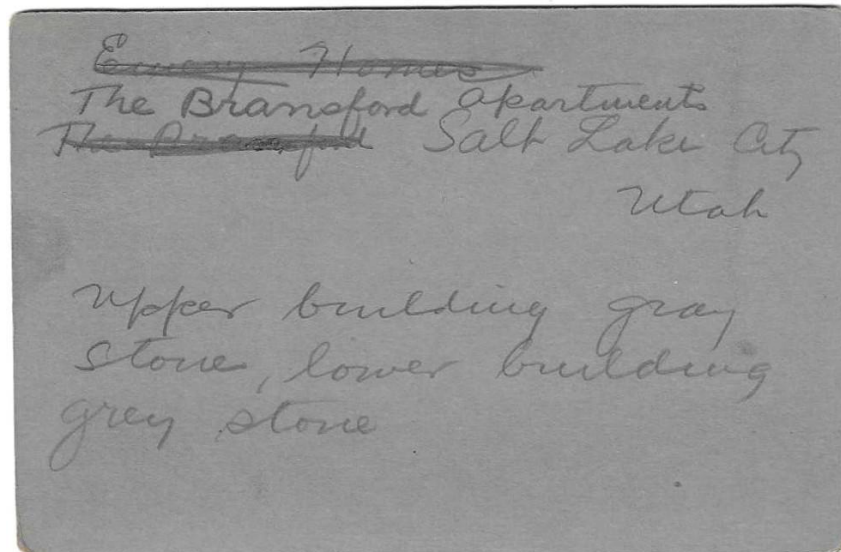 Emery Homes
The Bransford apartments
The Bransford Salt Lake City
Utah
Upper building gray
stone, lower building
grey stone